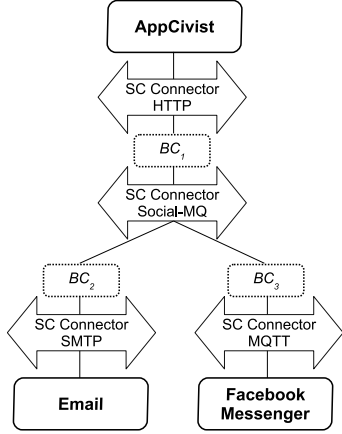 AppCivist
SC Connector
HTTP
BC1
SC Connector
Social-MQ
BC2
BC3
SC Connector
SMTP
SC Connector
MQTT
Email
Facebook
Messenger